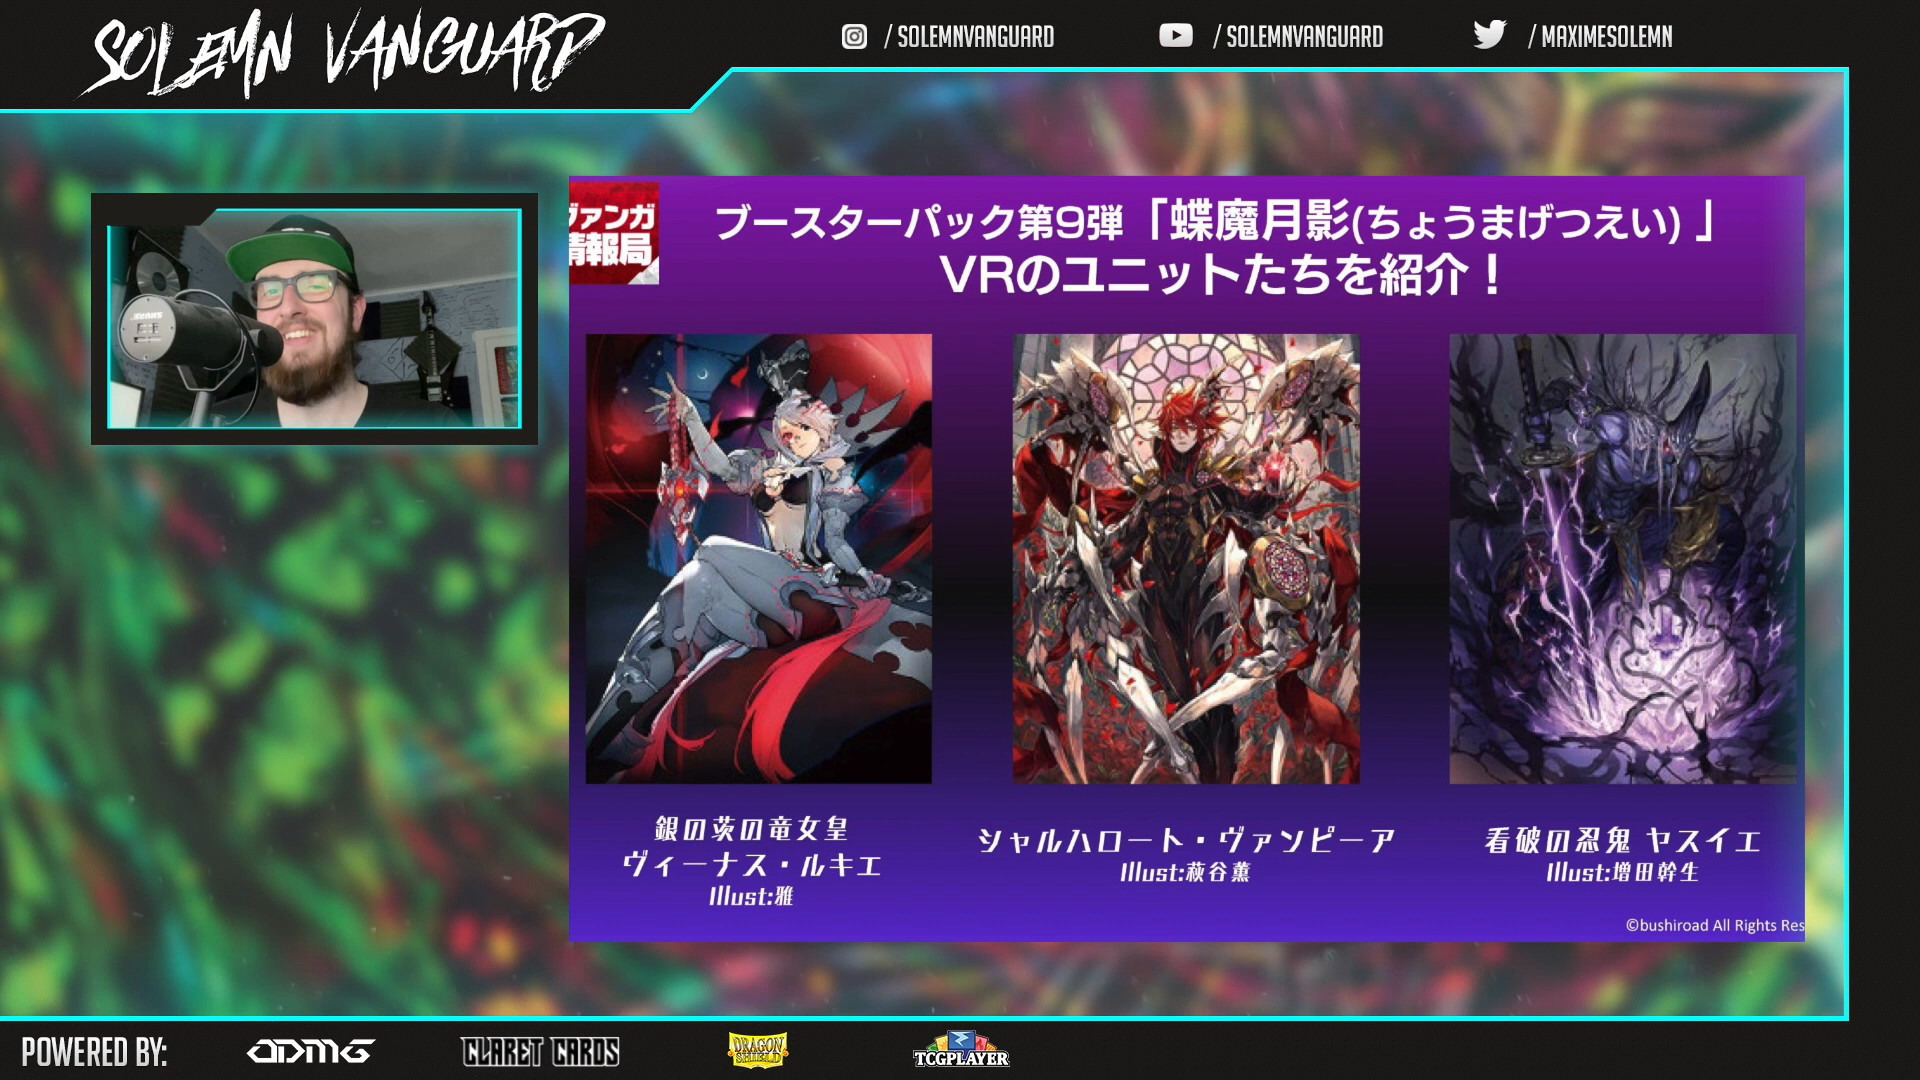 SOLEMN VANGUARD
/ SOLEMNVANGUARD
/ SOLEMNVANGUARD
/ MAXIMESOLEMN
ヴァンガ
情報局
ブースターパック第9弾「蝶魔月影(ちょうまげつえい) 」
VRのユニットたちを紹介！
銀の茨の竜女皇
ヴィーナス・ルキエ
Illust:雅
シャルハロート・ヴァンピーア
Illust:萩谷薫
看破の忍鬼 ヤスイエ
Illust:増田幹生
©bushiroad All Rights Res
POWERED BY:
ADMG
CLARET CARDS
DRAGON
SHIELD
TCGPLAYER